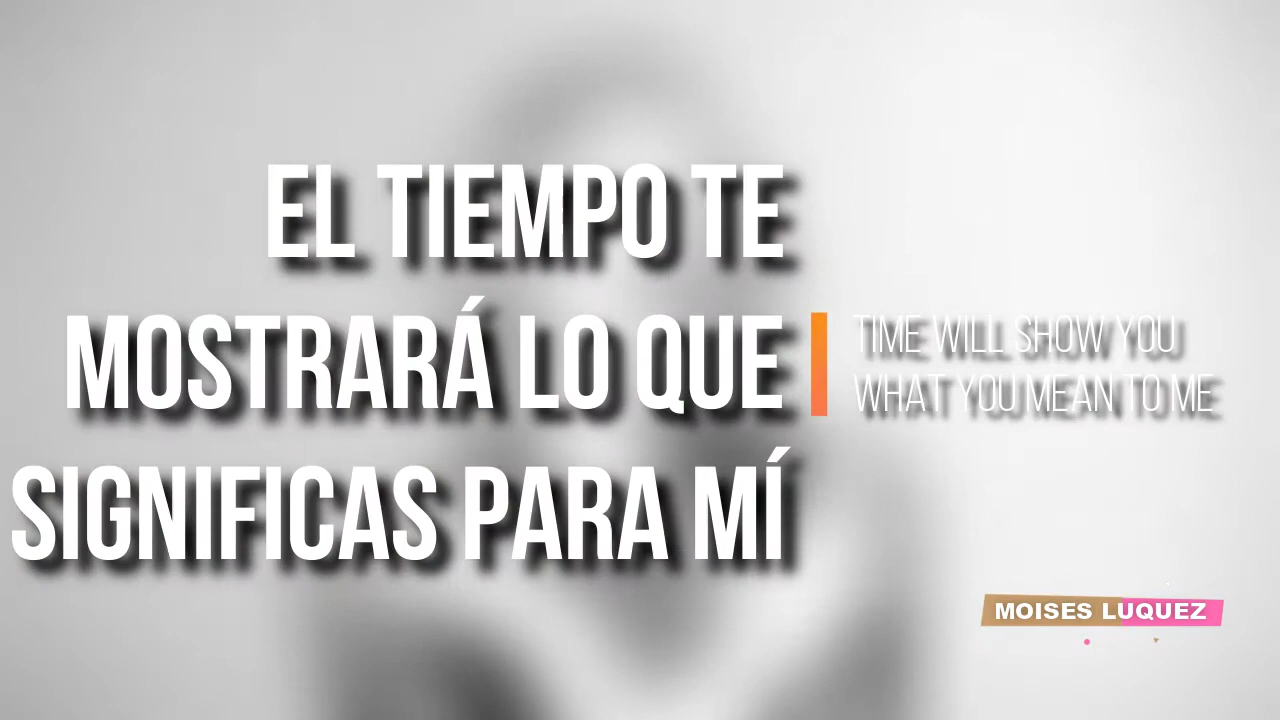 EL TIEMPO TE
MOSTRARÁ LO QUE
SIGNIFICAS PARA MÍ
TIME WILL SHOW YOU
WHAT YOU MEAN TO ME
MOISES LUQUEZ